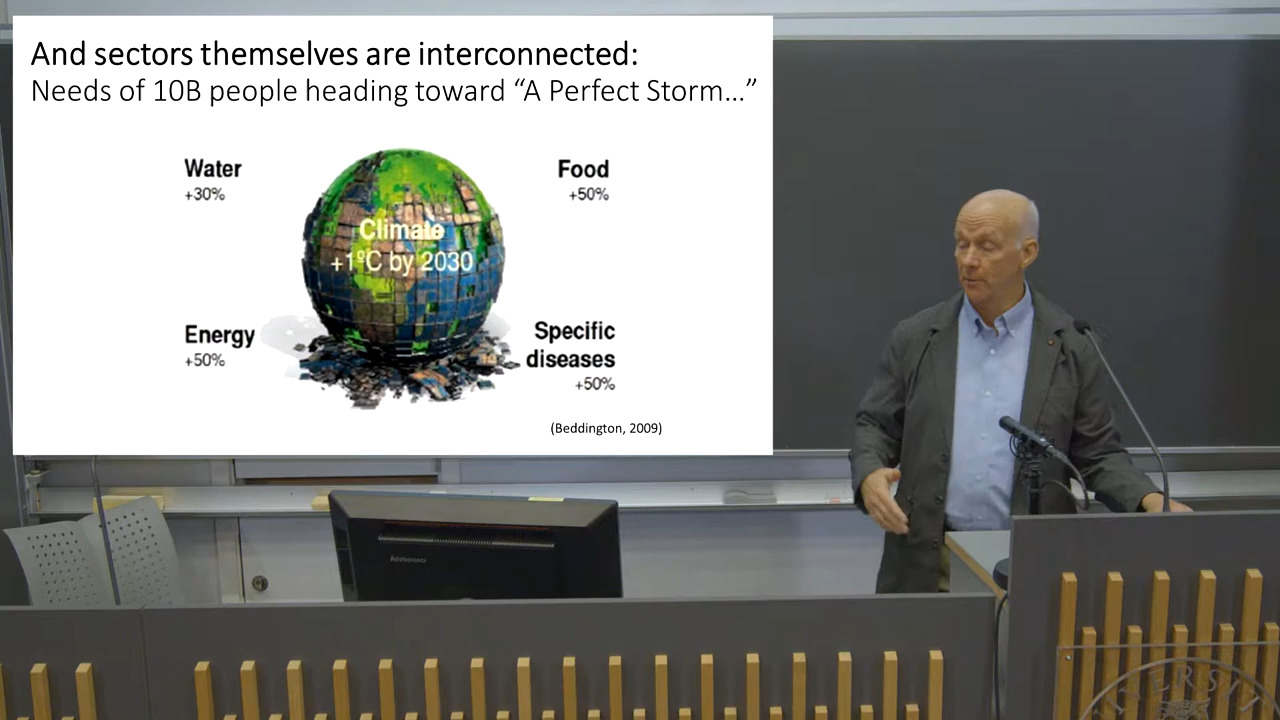 And sectors themselves are interconnected:
Needs of 10B people heading toward “A Perfect Storm…”
Water
+30%
Food
+50%
Climate
+1ºC by 2030
Energy
+50%
Specific
diseases
+50%
(Beddington, 2009)
lenovo